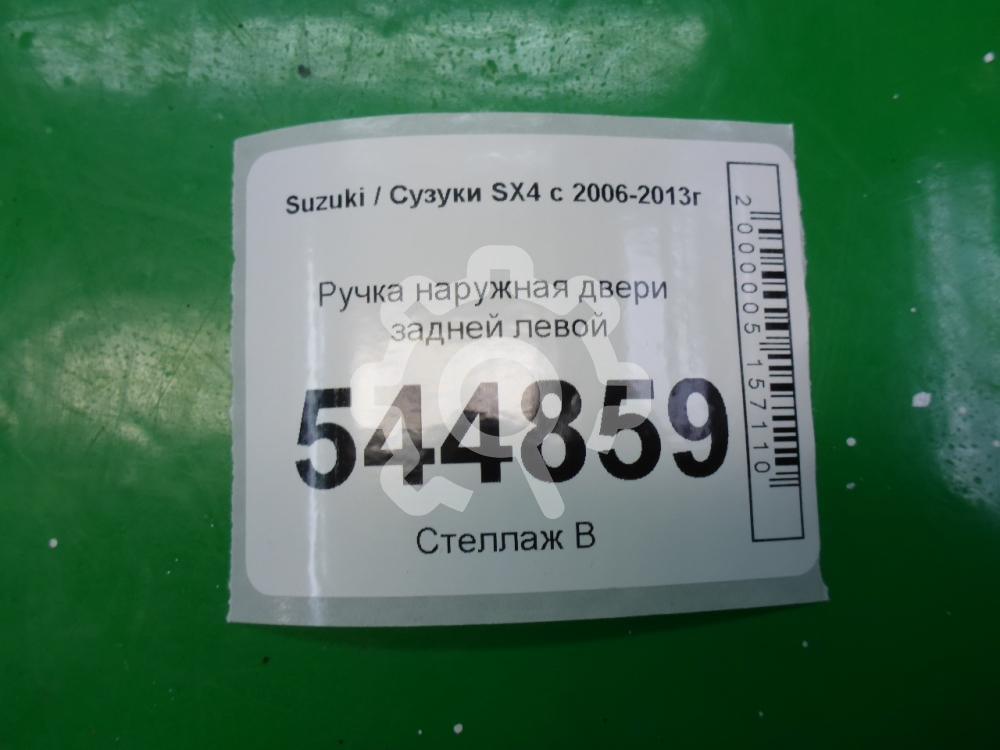 Suzuki / Сузуки SX4 с 2006-2013г
Ручка наружная двери
задней левой
544859
Стеллаж В
2000005157110